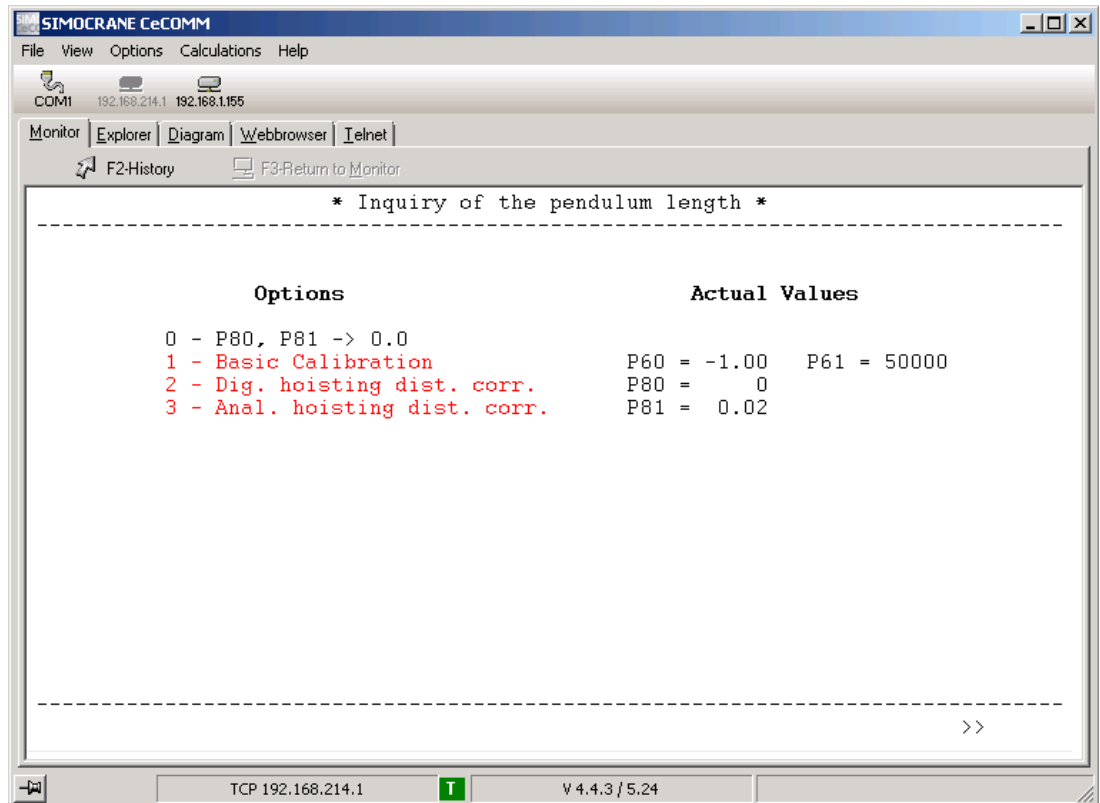 SIMOCRANE CeCOMM
File View Options Calculations Help
COM1 192.168.214.1 192.168.1.155
Monitor Explorer Diagram Webbrowser Telnet
F2-History F3-Return to Monitor
* Inquiry of the pendulum length *
Options Actual Values
0 - P80, P81 -> 0.0
1 - Basic Calibration P60 = -1.00 P61 = 50000
2 - Dig. hoisting dist. corr. P80 = 0
3 - Anal. hoisting dist. corr. P81 = 0.02
>>
TCP 192.168.214.1 T V 4.4.3 / 5.24